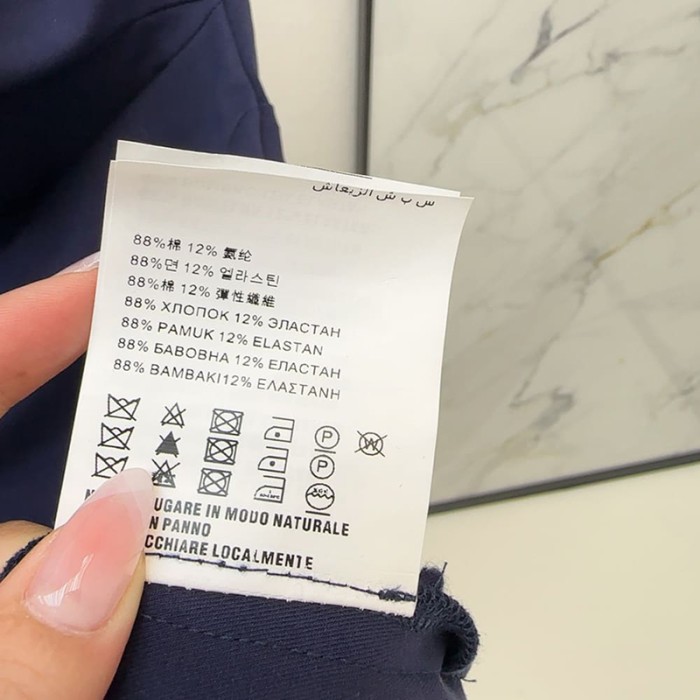 س ب ش الزيغاش
88%棉 12% 氨纶
88%면 12% 엘라스틴
88%棉 12% 彈性纖維
88% ХЛОПОК 12% ЭЛАСТАН
88% PAMUK 12% ELASTAN
88% БАВОВНА 12% ЕЛАСТАН
88% ΒΑΜΒΑΚΙ12% ΕΛΑΣΤΑΝΗ
P W
P
UGARE IN MODO NATURALE
N PANNO
CCHIARE LOCALMENTE